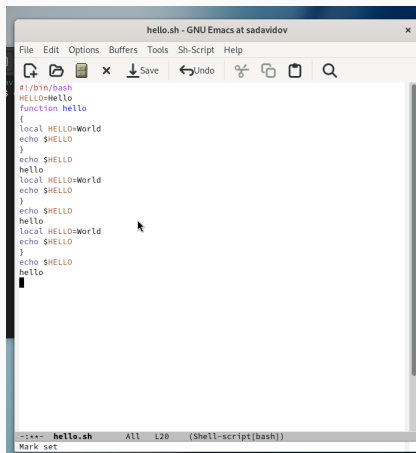 hello.sh - GNU Emacs at sadavidov
×
File Edit Options Buffers Tools Sh-Script Help
Save Undo
#!/bin/bash
HELLO=Hello
function hello
{
local HELLO=World
echo $HELLO
}
echo $HELLO
hello
local HELLO=World
echo $HELLO
}
echo $HELLO
hello
local HELLO=World
echo $HELLO
}
echo $HELLO
hello
-:**- hello.sh All L20 (Shell-script[bash])
Mark set